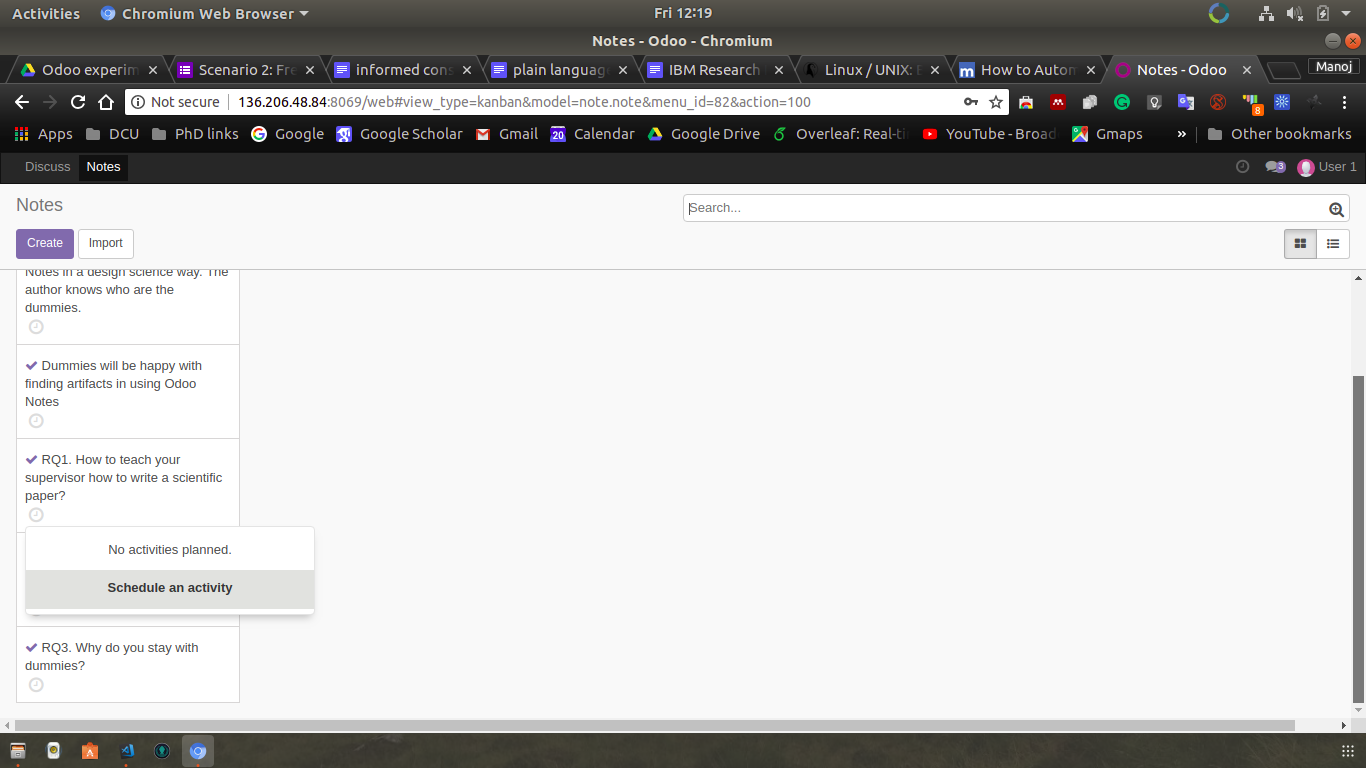 Activities
Chromium Web Browser
Fri 12:19
Notes - Odoo - Chromium
Odoo experim
Scenario 2: Fre
informed cons
plain language
IBM Research
Linux / UNIX: E
How to Autom
Notes - Odoo
Manoj
Not secure
136.206.48.84:8069/web#view_type=kanban&model=note.note&menu_id=82&action=100
8
Apps
DCU
PhD links
Google
Google Scholar
Gmail
20
Calendar
Google Drive
Overleaf: Real-ti
YouTube - Broad
Gmaps
»
Other bookmarks
Discuss
Notes
3
User 1
Notes
Search...
Create
Import
Notes in a design science way. The
author knows who are the
dummies.
Dummies will be happy with
finding artifacts in using Odoo
Notes
RQ1. How to teach your
supervisor how to write a scientific
paper?
No activities planned.
Schedule an activity
RQ3. Why do you stay with
dummies?